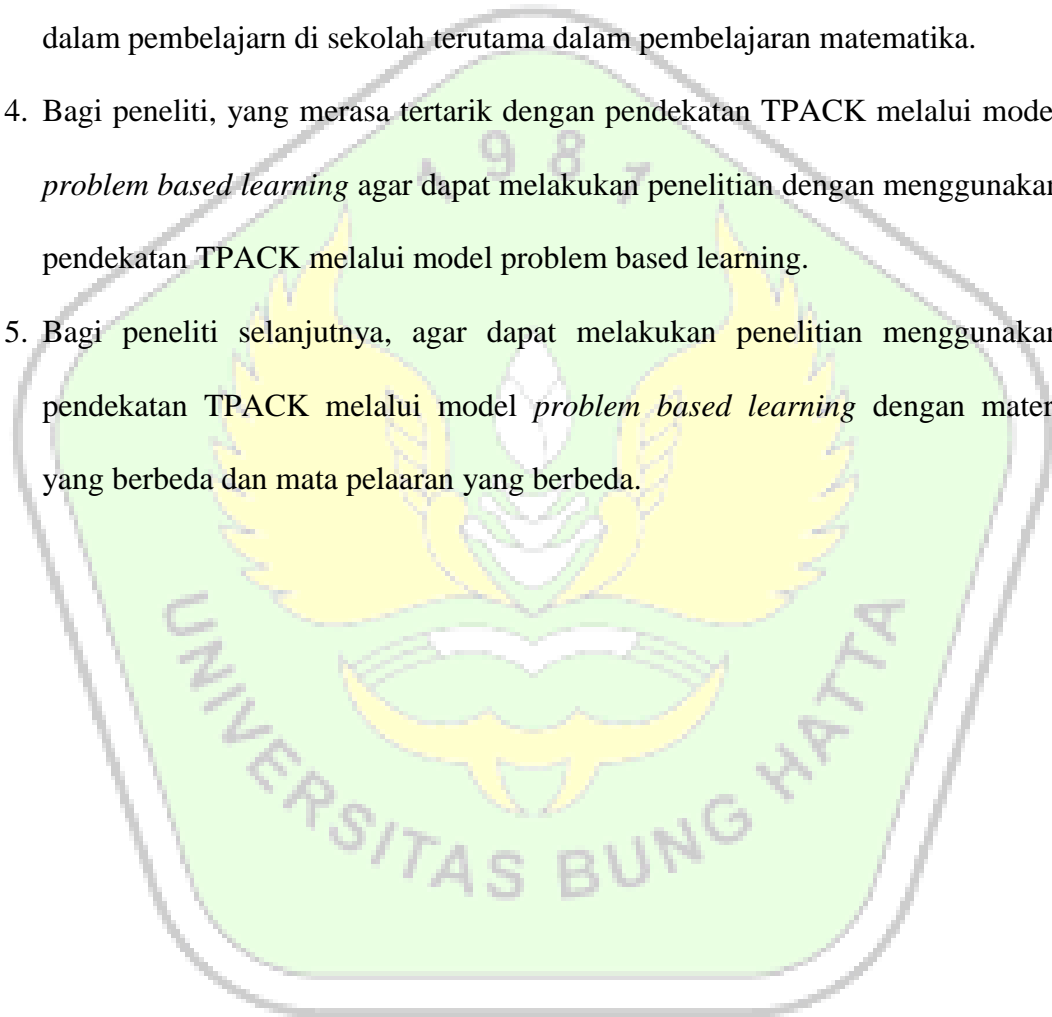 dalam pembelajarn di sekolah terutama dalam pembelajaran matematika.
4. Bagi peneliti, yang merasa tertarik dengan pendekatan TPACK melalui mode
problem based learning agar dapat melakukan penelitian dengan menggunakan
pendekatan TPACK melalui model problem based learning.
5. Bagi peneliti selanjutnya, agar dapat melakukan penelitian menggunakan
pendekatan TPACK melalui model problem based learning dengan mater
yang berbeda dan mata pelaaran yang berbeda.
1981
UNIVERSITAS BUNG HATTA